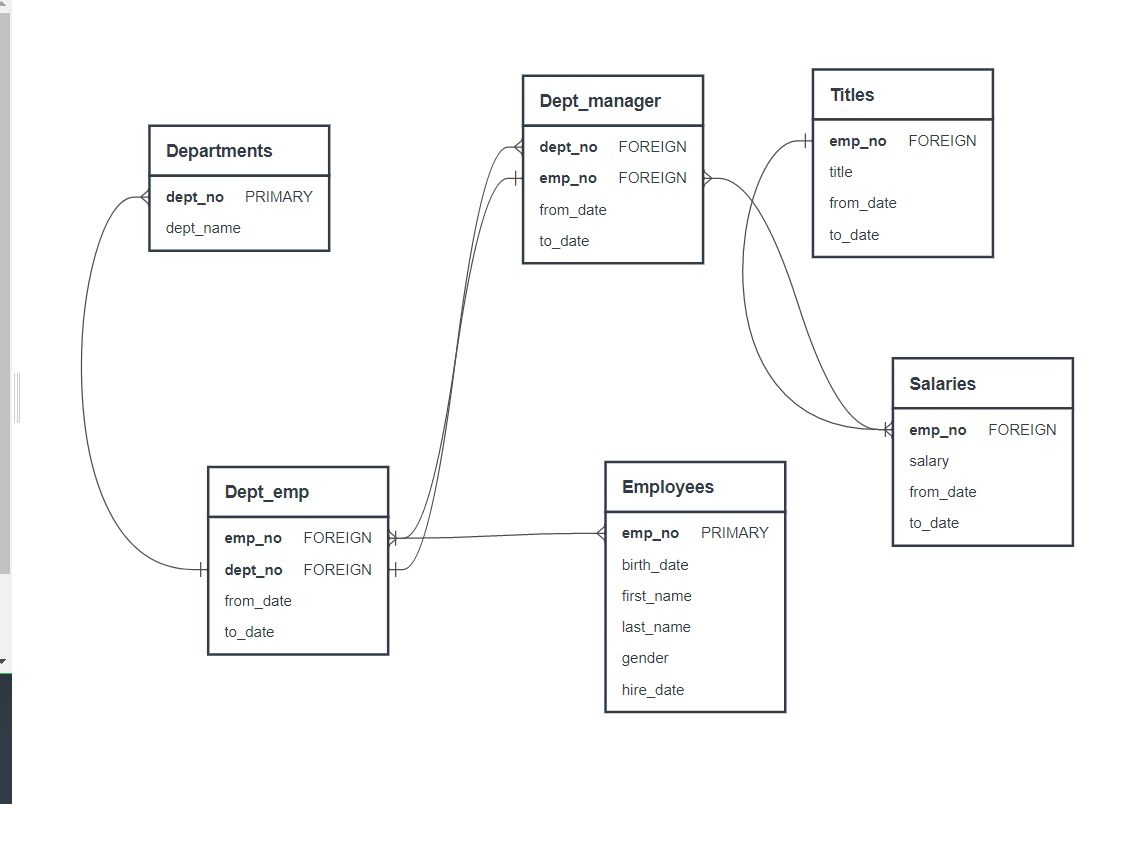 Departments
dept_no PRIMARY
dept_name
Dept_manager
dept_no FOREIGN
emp_no FOREIGN
from_date
to_date
Titles
emp_no FOREIGN
title
from_date
to_date
Salaries
emp_no FOREIGN
salary
from_date
to_date
Dept_emp
emp_no FOREIGN
dept_no FOREIGN
from_date
to_date
Employees
emp_no PRIMARY
birth_date
first_name
last_name
gender
hire_date